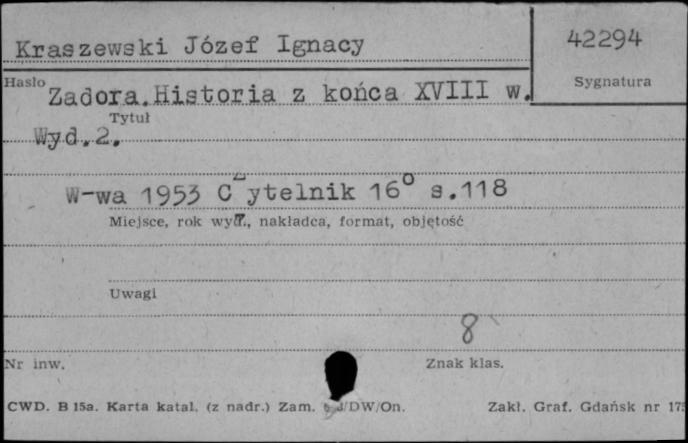 Kraszewski Józef Ignacy
42294
Hasło
Sygnatura
Zadora. Historia z końca XVIII w.
Tytuł
Wyd. 2.
W-wa 1953 Czytelnik 16° s. 118
Miejsce, rok wyd., nakładca, format, objętość
Uwagi
8
Nr inw.
Znak klas.
CWD. B 15a. Karta katal. (z nadr.) Zam. /DW/On.
Zakł. Graf. Gdańsk nr